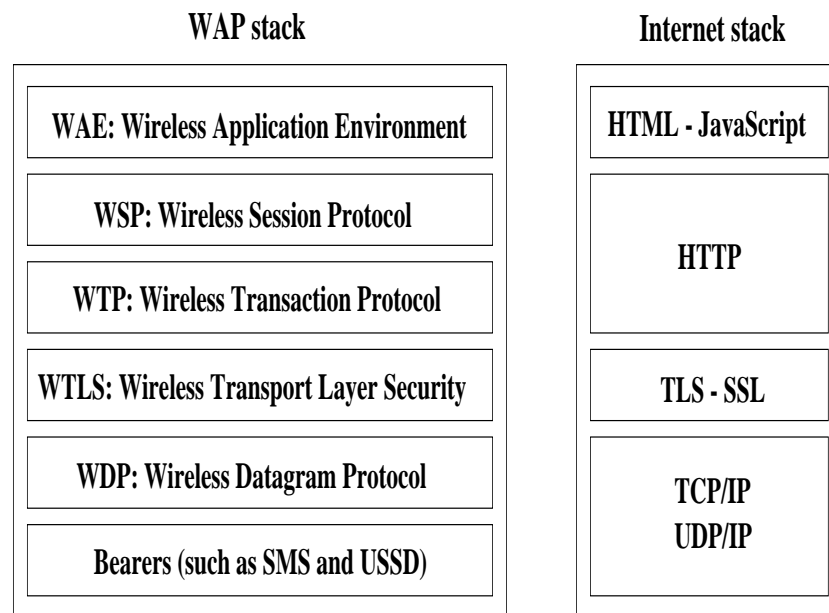 WAP stack
WAE: Wireless Application Environment
WSP: Wireless Session Protocol
WTP: Wireless Transaction Protocol
WTLS: Wireless Transport Layer Security
WDP: Wireless Datagram Protocol
Bearers (such as SMS and USSD)
Internet stack
HTML - JavaScript
HTTP
TLS - SSL
TCP/IP
UDP/IP